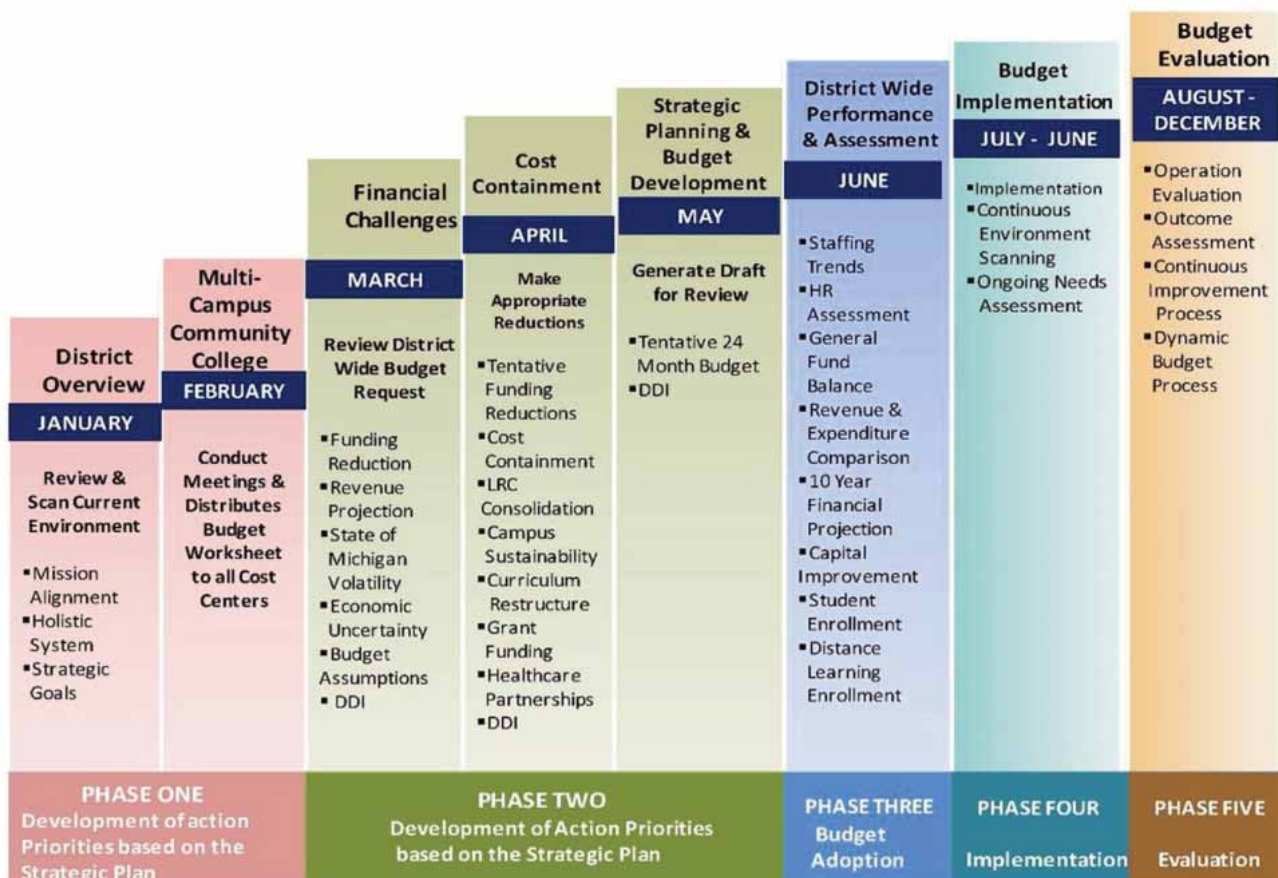 District
Overview
JANUARY
Review &
Scan Current
Environment
▪Mission
Alignment
▪Holistic
System
▪Strategic
Goals
Multi-
Campus
Community
College
FEBRUARY
Conduct
Meetings &
Distributes
Budget
Worksheet
to all Cost
Centers
Financial
Challenges
MARCH
Review District
Wide Budget
Request
▪Funding
Reduction
▪Revenue
Projection
▪State of
Michigan
Volatility
▪Economic
Uncertainty
▪Budget
Assumptions
▪ DDI
Cost
Containment
APRIL
Make
Appropriate
Reductions
▪Tentative
Funding
Reductions
▪Cost
Containment
▪LRC
Consolidation
▪Campus
Sustainability
▪Curriculum
Restructure
▪Grant
Funding
▪Healthcare
Partnerships
▪DDI
Strategic
Planning &
Budget
Development
MAY
Generate Draft
for Review
▪Tentative 24
Month Budget
▪DDI
District Wide
Performance
& Assessment
JUNE
▪Staffing
Trends
▪HR
Assessment
▪General
Fund
Balance
▪Revenue &
Expenditure
Comparison
▪10 Year
Financial
Projection
▪Capital
Improvement
▪Student
Enrollment
▪Distance
Learning
Enrollment
Budget
Implementation
JULY - JUNE
▪Implementation
▪Continuous
Environment
Scanning
▪Ongoing Needs
Assessment
Budget
Evaluation
AUGUST -
DECEMBER
▪Operation
Evaluation
▪Outcome
Assessment
▪Continuous
Improvement
Process
▪Dynamic
Budget
Process
PHASE ONE
Development of action
Priorities based on the
Strategic Plan
PHASE TWO
Development of Action Priorities
based on the Strategic Plan
PHASE THREE
Budget
Adoption
PHASE FOUR
Implementation
PHASE FIVE
Evaluation